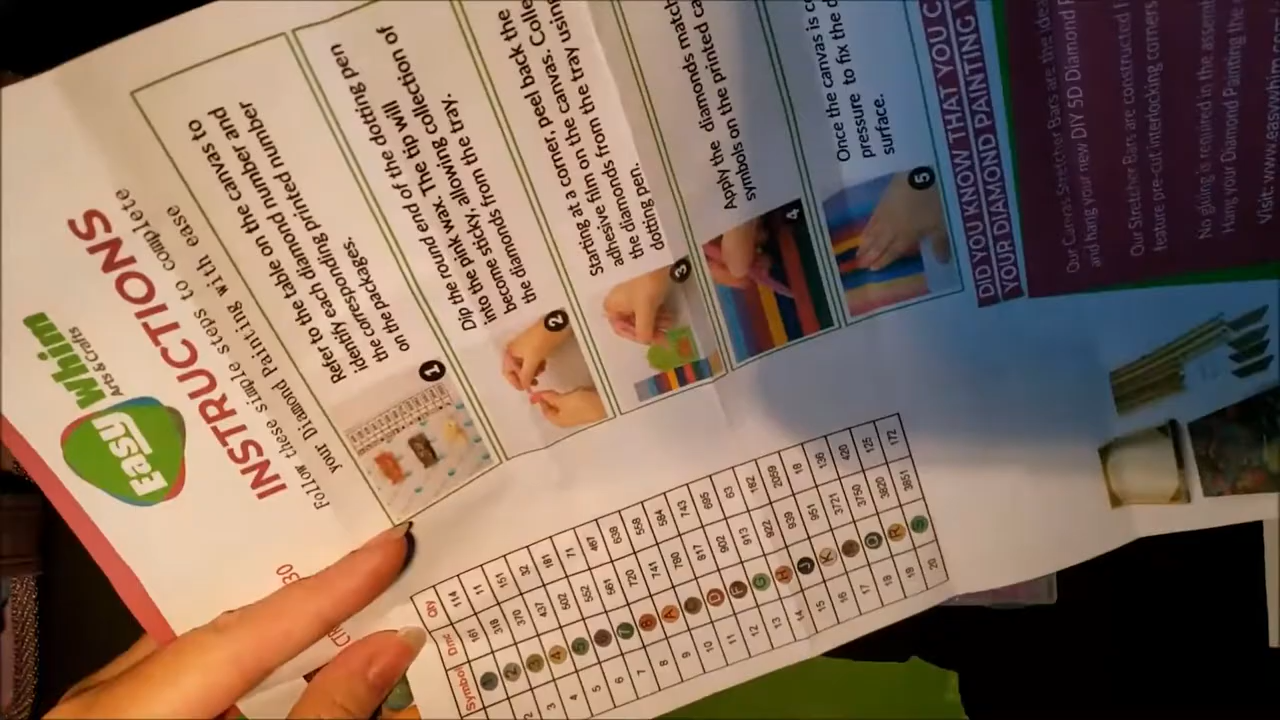 Easy Whim
Arts & Crafts
INSTRUCTIONS
Follow these simple steps to complete
your Diamond Painting with ease
1
Refer to the table on the canvas to
identify each diamond number and
the corresponding printed number
on the packages.
2
Dip the round end of the dotting pen
into the pink wax. The tip will
become sticky, allowing collection of
the diamonds from the tray.
3
Starting at a corner, peel back the
adhesive film on the canvas. Colle
the diamonds from the tray using
dotting pen.
4
Apply the diamonds match
symbols on the printed ca
5
Once the canvas is c
pressure to fix the d
surface.
DID YOU KNOW THAT YOU C
YOUR DIAMOND PAINTING
Our Canvas Stretcher Bars are the idea
and hang your new DIY 5D Diamond P
Our Stretcher Bars are constructed
feature pre-cut interlocking corners
No gluing is required in the assem
Hang your Diamond Painting the
Visit: www.easywhim.com
30
Symbol Dmc Qty
1 161 114
2 2 318 11
3 3 370 151
4 4 437 32
5 5 502 181
6 552 71
7 7 561 467
8 8 720 638
9 A 741 558
10 780 584
11 D 817 743
12 F 902 695
13 G 913 63
14 H 922 182
15 J 939 2059
16 K 951 18
17 3721 136
18 Q 3750 420
19 R 3820 125
20 S 3851 172